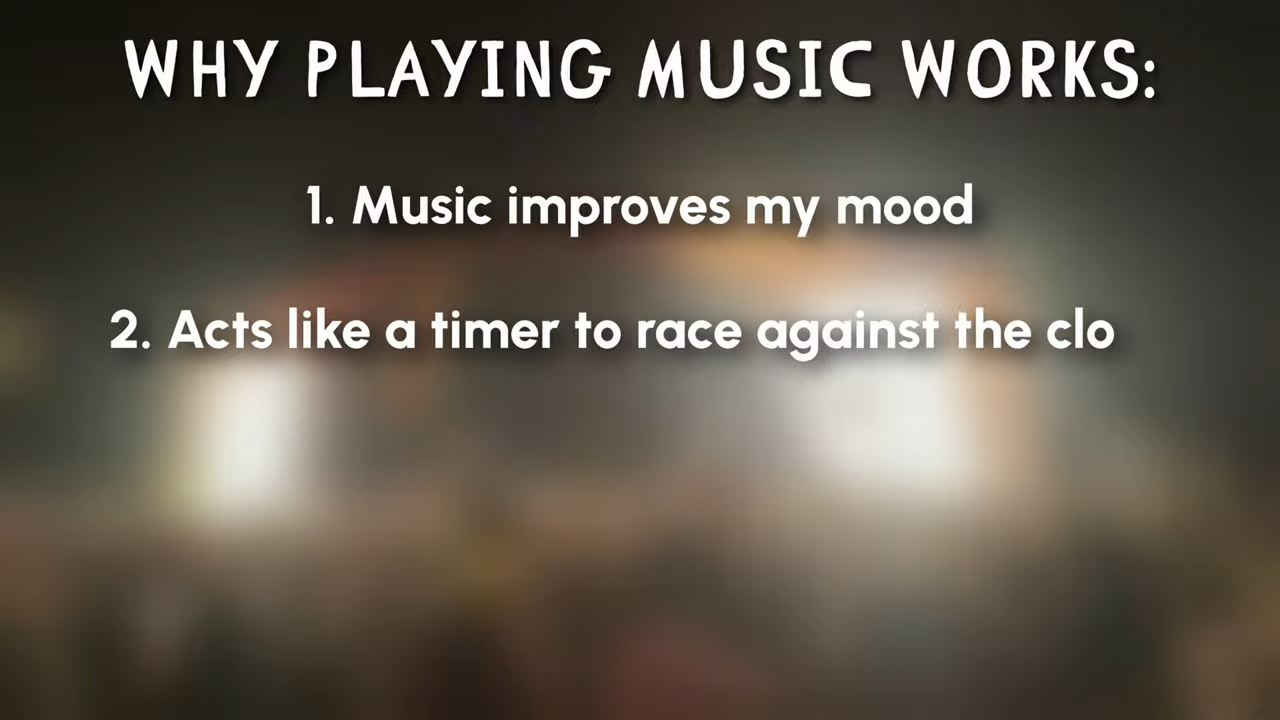 WHY PLAYING MUSIC WORKS:
1. Music improves my mood
2. Acts like a timer to race against the clo